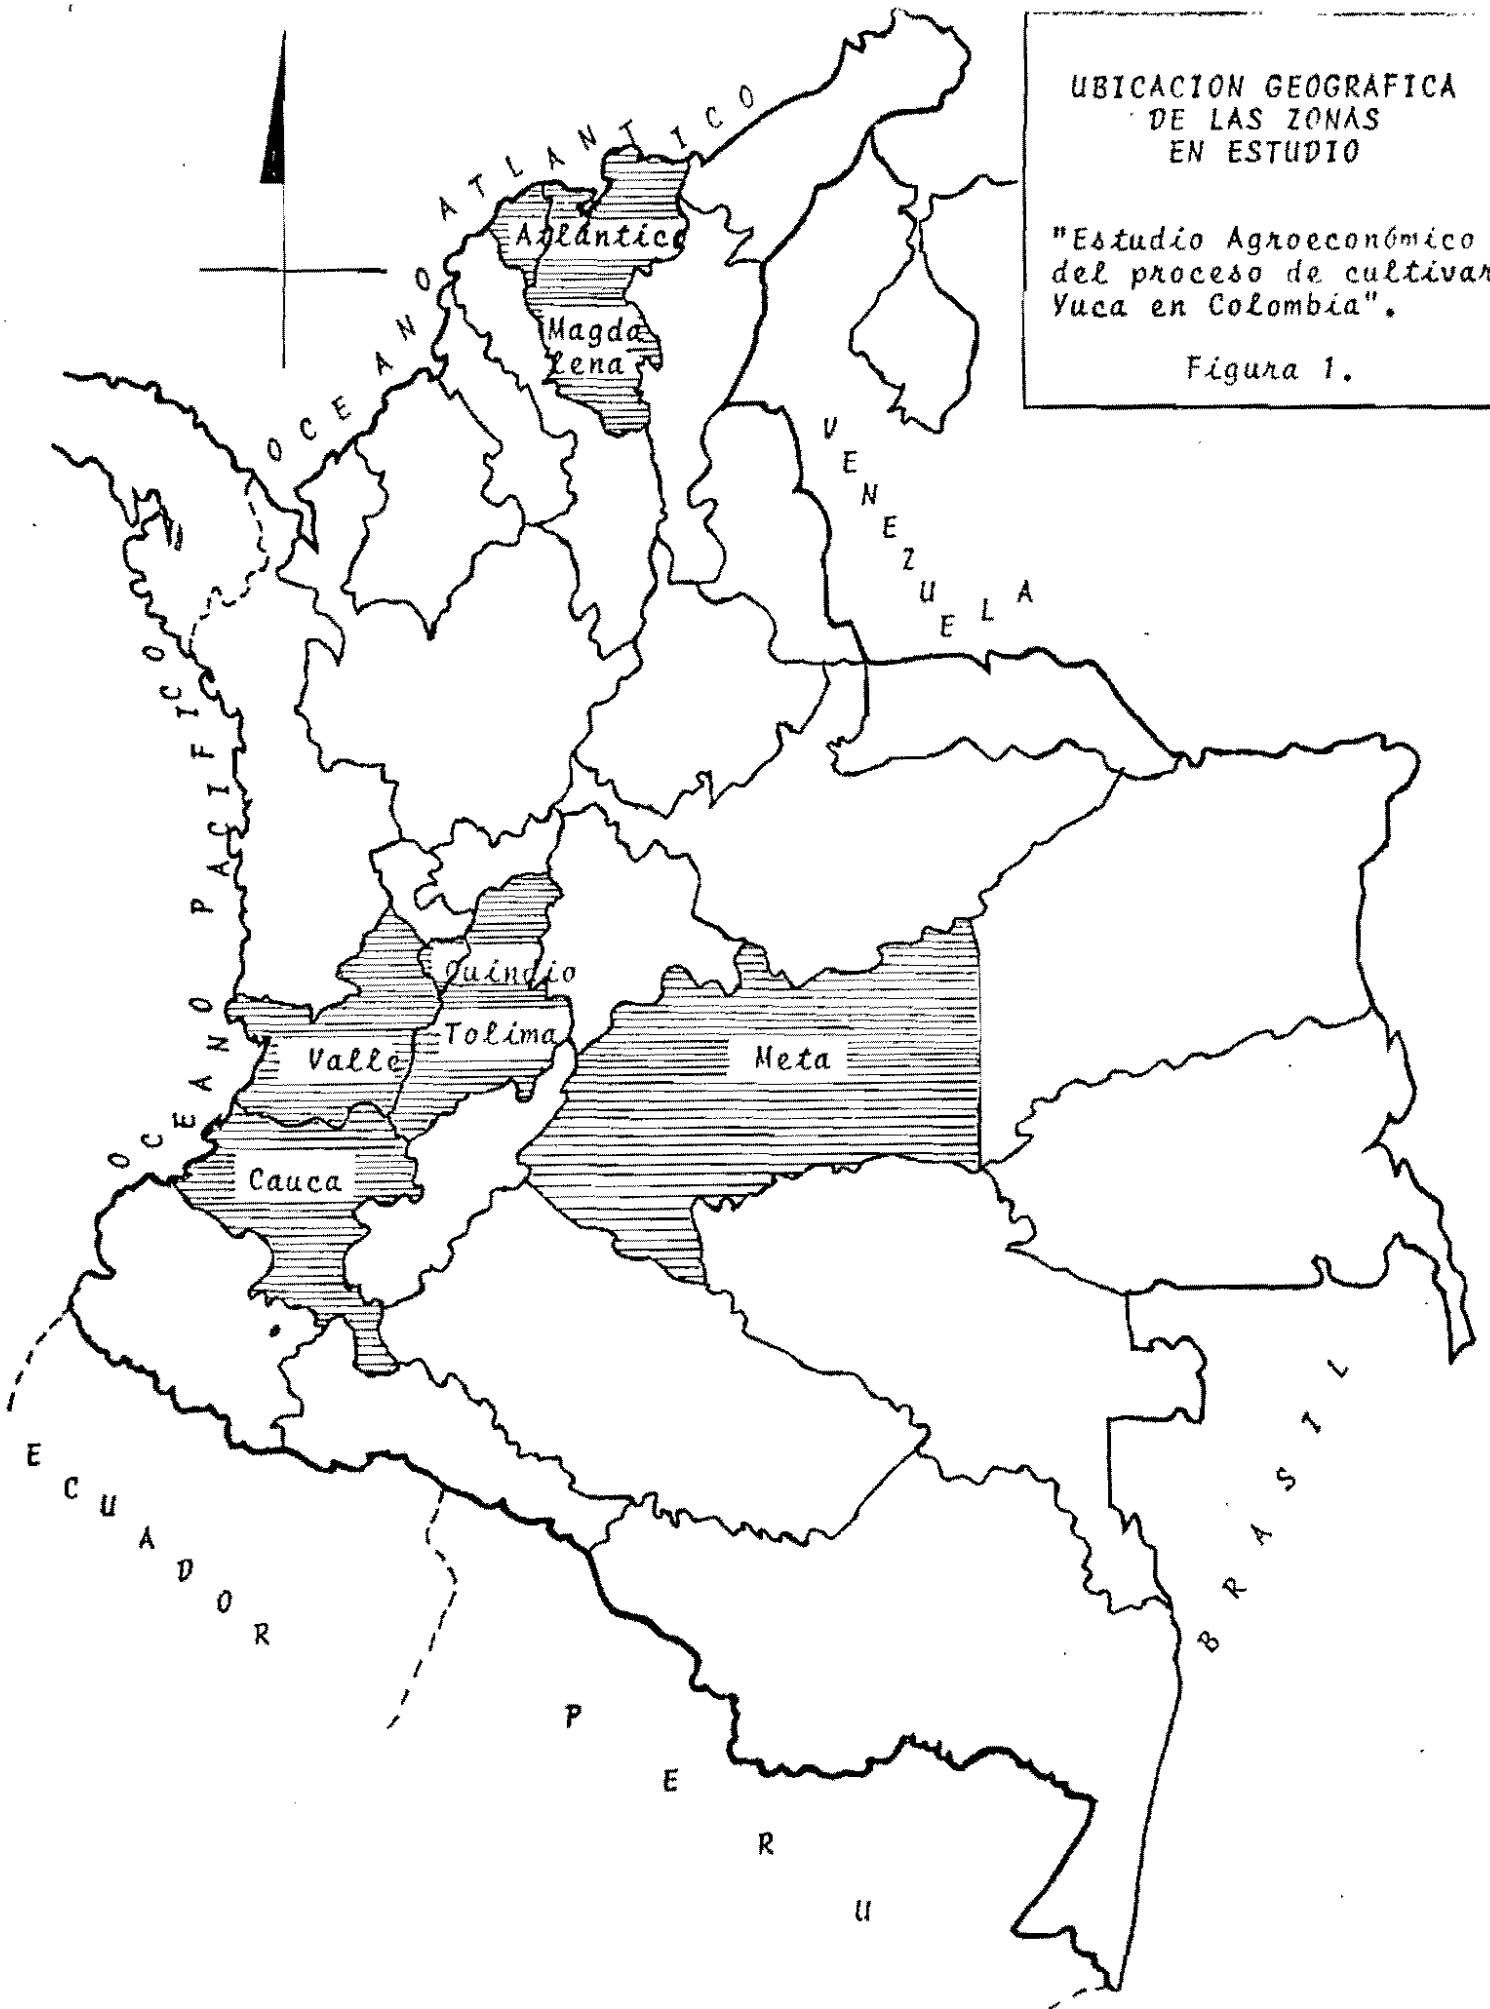 UBICACION GEOGRAFICA
DE LAS ZONAS
EN ESTUDIO
"Estudio Agroeconómico
del proceso de cultivar
Yuca en Colombia".
Figura 1.
OCEANO ATLANTICO
Atlántico
Magda
lena
VENEZUELA
OCEANO PACIFICO
Quindio
Tolima
Valle
Meta
Cauca
ECUADOR
BRASIL
PERU